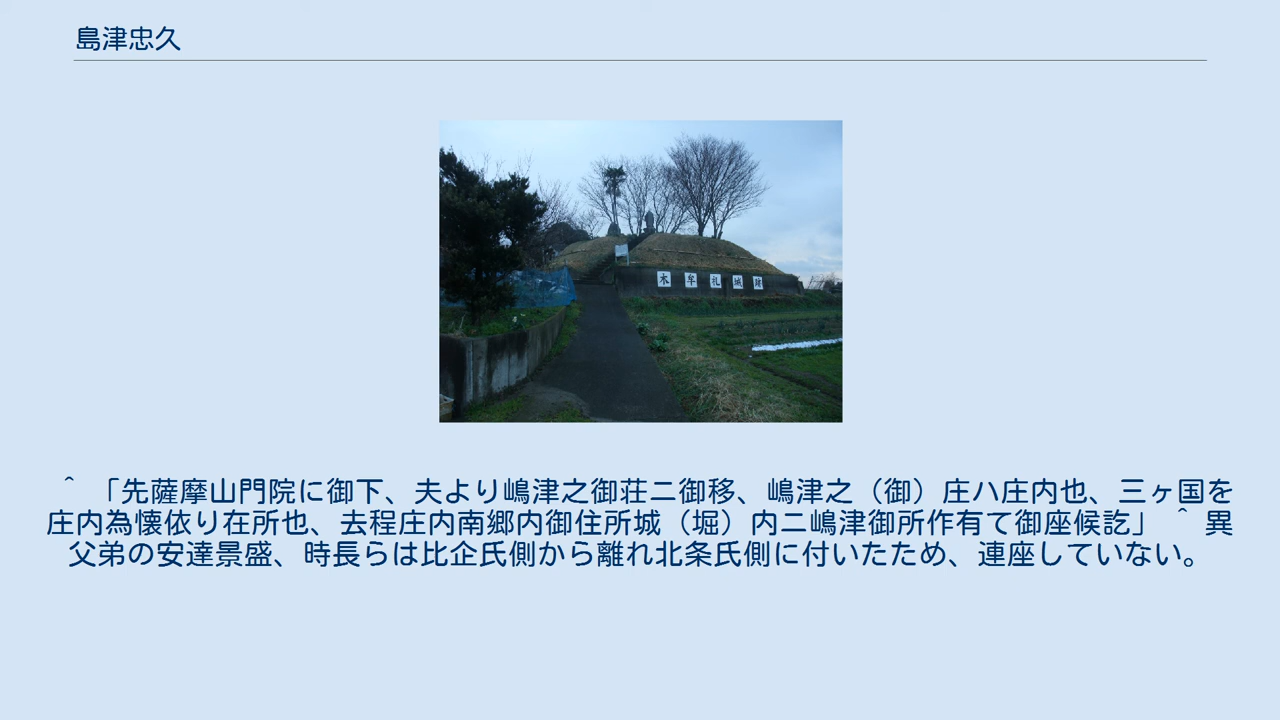 島津忠久
木牟礼城跡
＾ 「先薩摩山門院に御下、夫より嶋津之御荘ニ御移、嶋津之（御）庄ハ庄内也、三ヶ国を
庄内為懐依り在所也、去程庄内南郷内御住所城（堀）内ニ嶋津御所作有て御座候訖」 ＾ 異
父弟の安達景盛、時長らは比企氏側から離れ北条氏側に付いたため、連座していない。